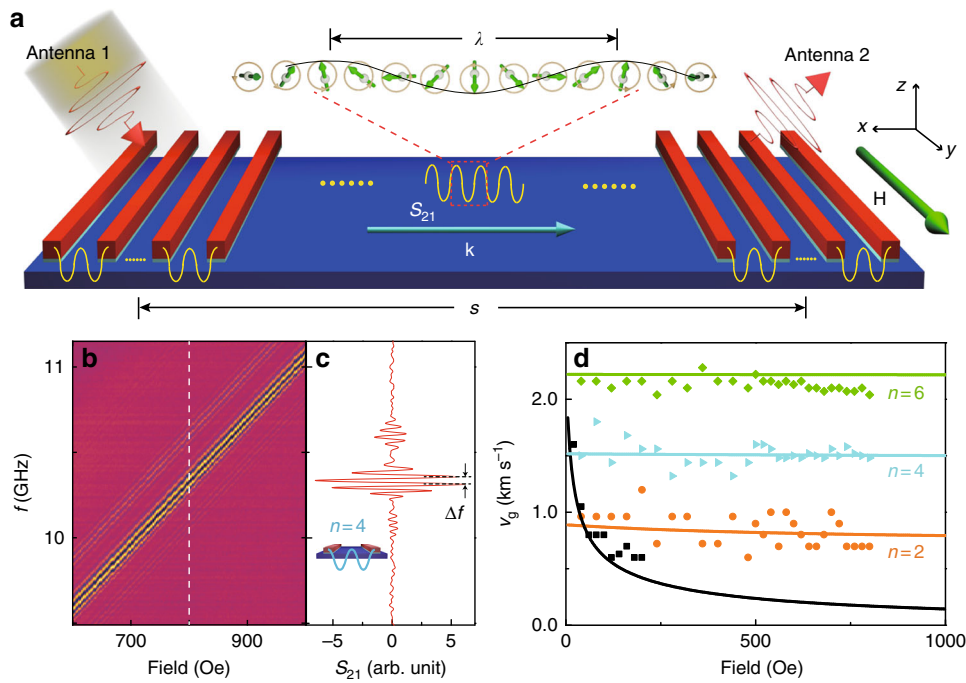 a
Antenna 1
λ
Antenna 2
z
x
y
H
S21
k
s
b
c
d
11
10
f (GHz)
700
900
Field (Oe)
n=4
Δf
−5
0
5
S21 (arb. unit)
2.0
1.0
0.0
vg (km s−1)
n=6
n=4
n=2
0
500
1000
Field (Oe)